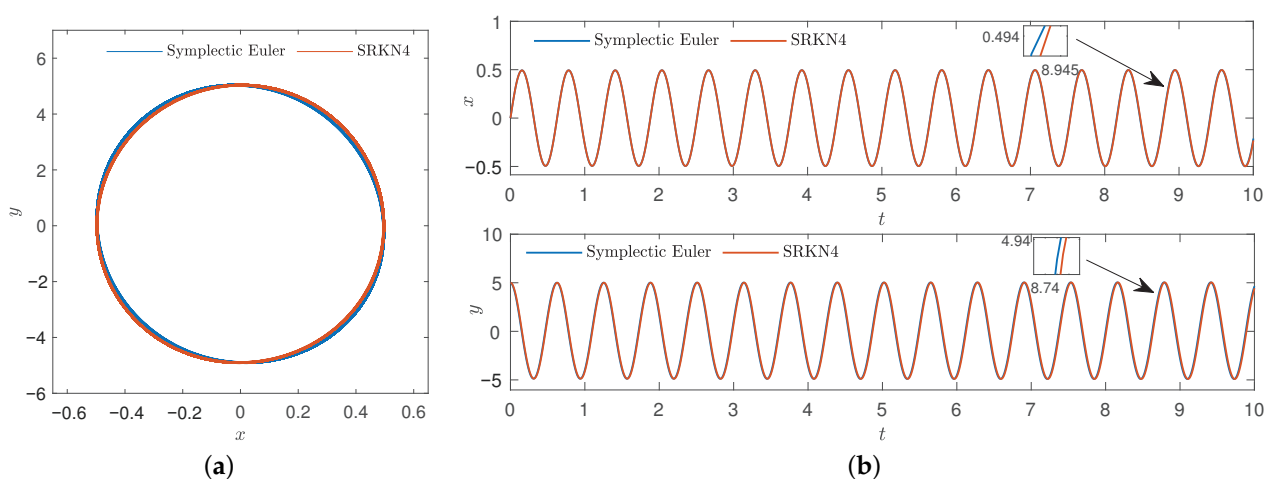 Symplectic Euler SRKN4
6
4
2
0
−2
−4
−6
y
−0.6 −0.4 −0.2 0 0.2 0.4 0.6
x
(a)
Symplectic Euler SRKN4
1
0.5
0
−0.5
x
0.494
8.945
0 1 2 3 4 5 6 7 8 9 10
t
Symplectic Euler SRKN4
10
5
0
−5
y
4.94
8.74
0 1 2 3 4 5 6 7 8 9 10
t
(b)